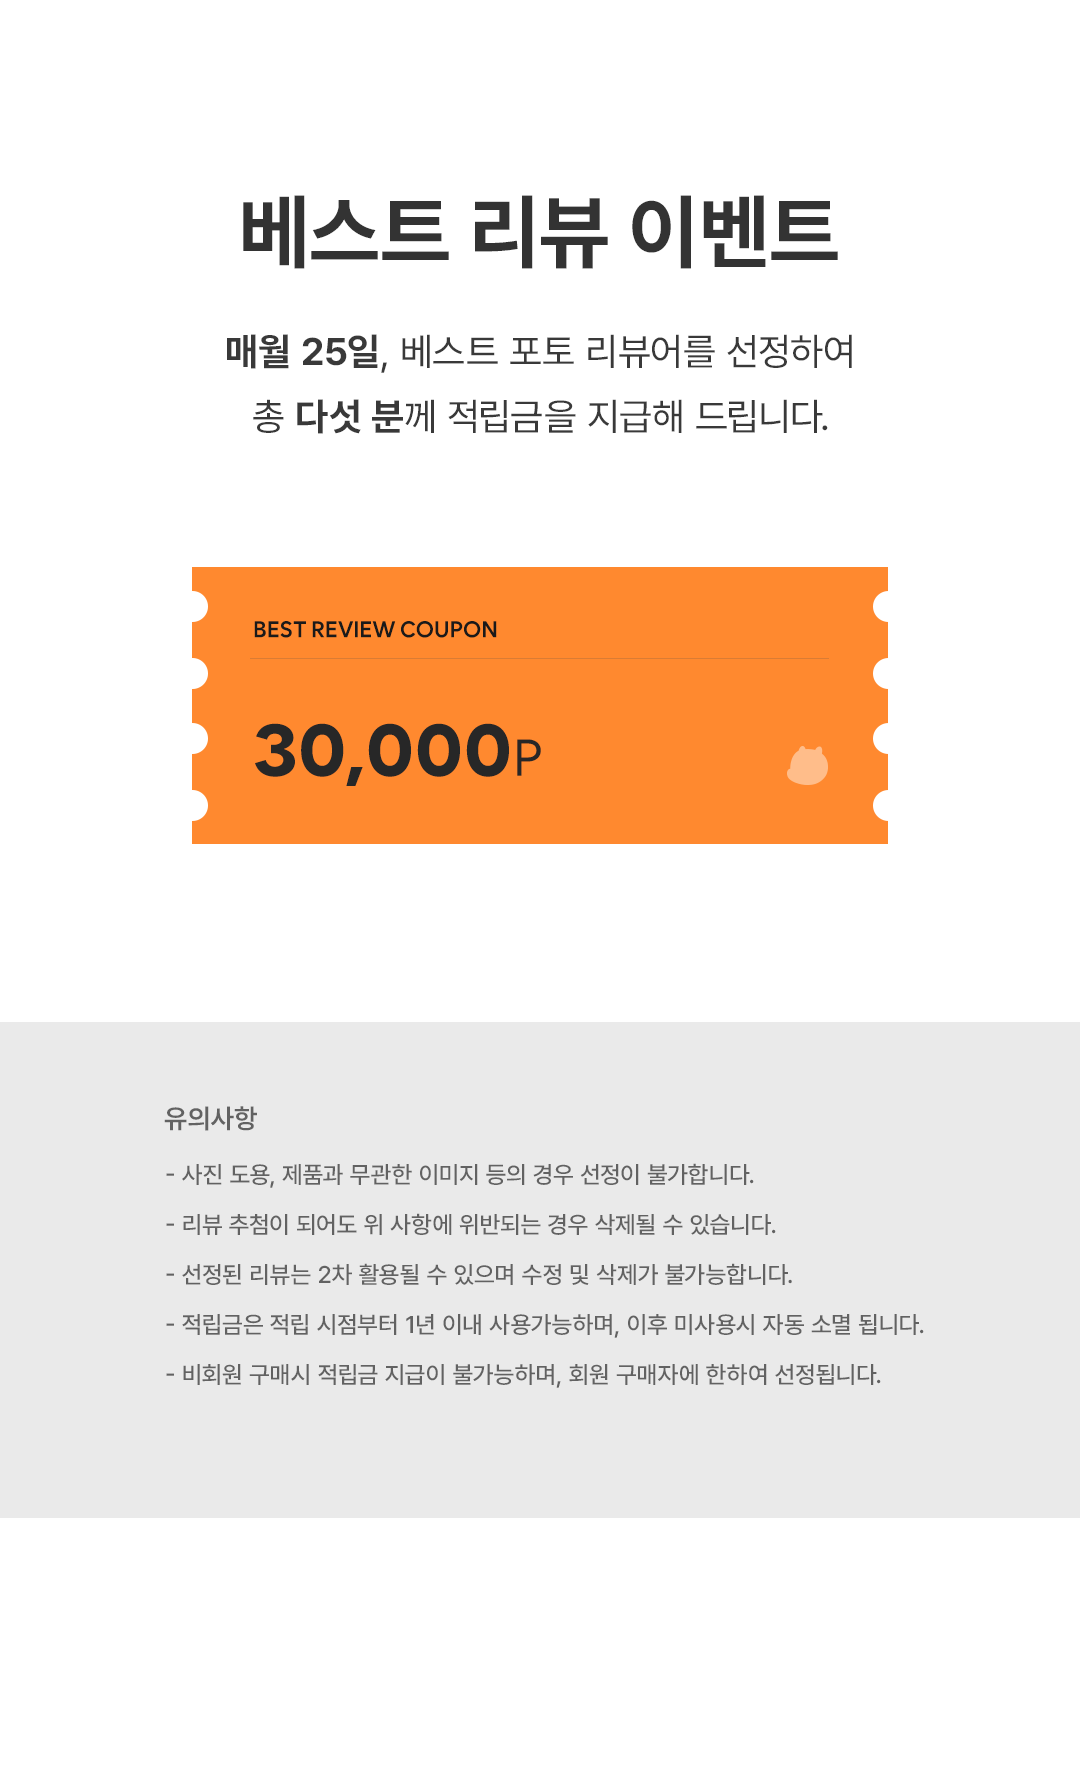 베스트 리뷰 이벤트
매월 25일, 베스트 포토 리뷰어를 선정하여
총 다섯 분께 적립금을 지급해 드립니다.
BEST REVIEW COUPON
30,000P
유의사항
- 사진 도용, 제품과 무관한 이미지 등의 경우 선정이 불가합니다.
- 리뷰 추첨이 되어도 위 사항에 위반되는 경우 삭제될 수 있습니다.
- 선정된 리뷰는 2차 활용될 수 있으며 수정 및 삭제가 불가능합니다.
- 적립금은 적립 시점부터 1년 이내 사용가능하며, 이후 미사용시 자동 소멸 됩니다.
- 비회원 구매시 적립금 지급이 불가능하며, 회원 구매자에 한하여 선정됩니다.